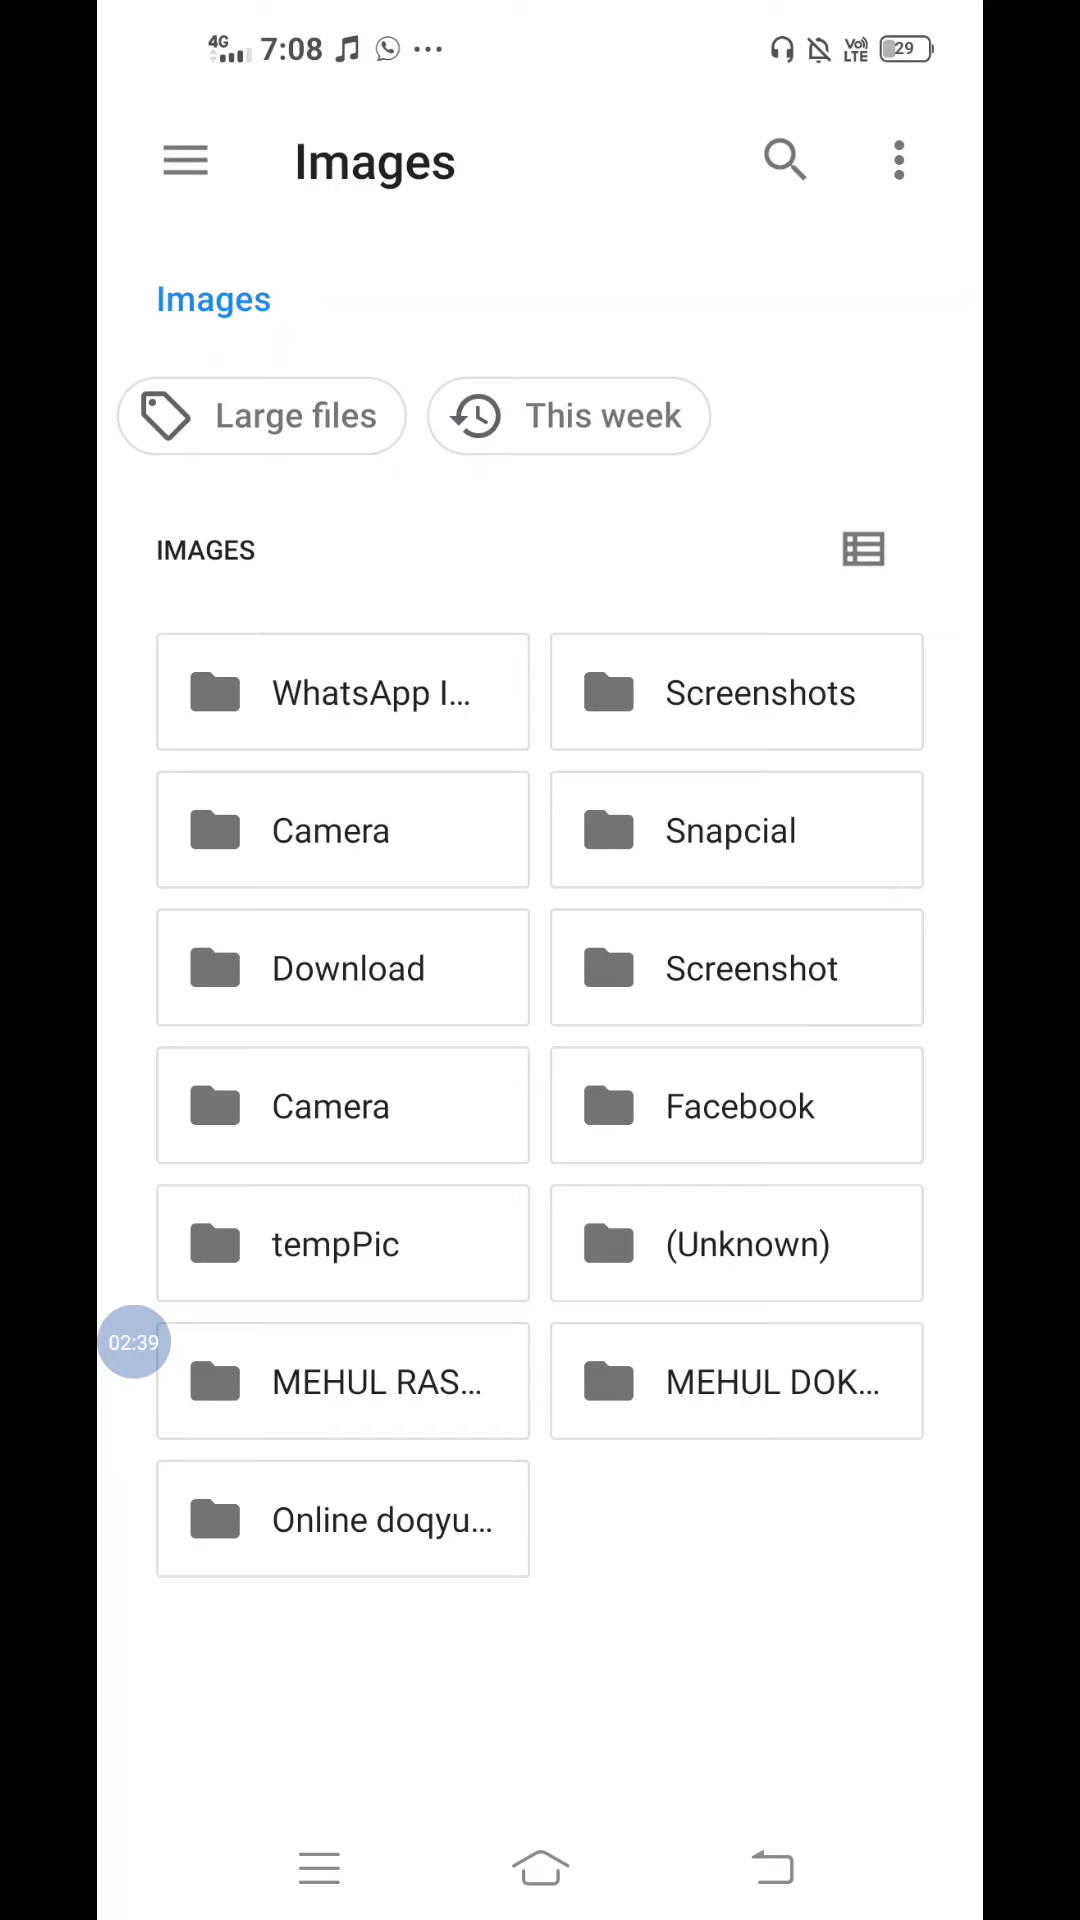 4G 7:08 VoLTE 29
Images
Images
Large files This week
IMAGES
WhatsApp I... Screenshots
Camera Snapcial
Download Screenshot
Camera Facebook
tempPic (Unknown)
02:39
MEHUL RAS... MEHUL DOK...
Online doqyu...